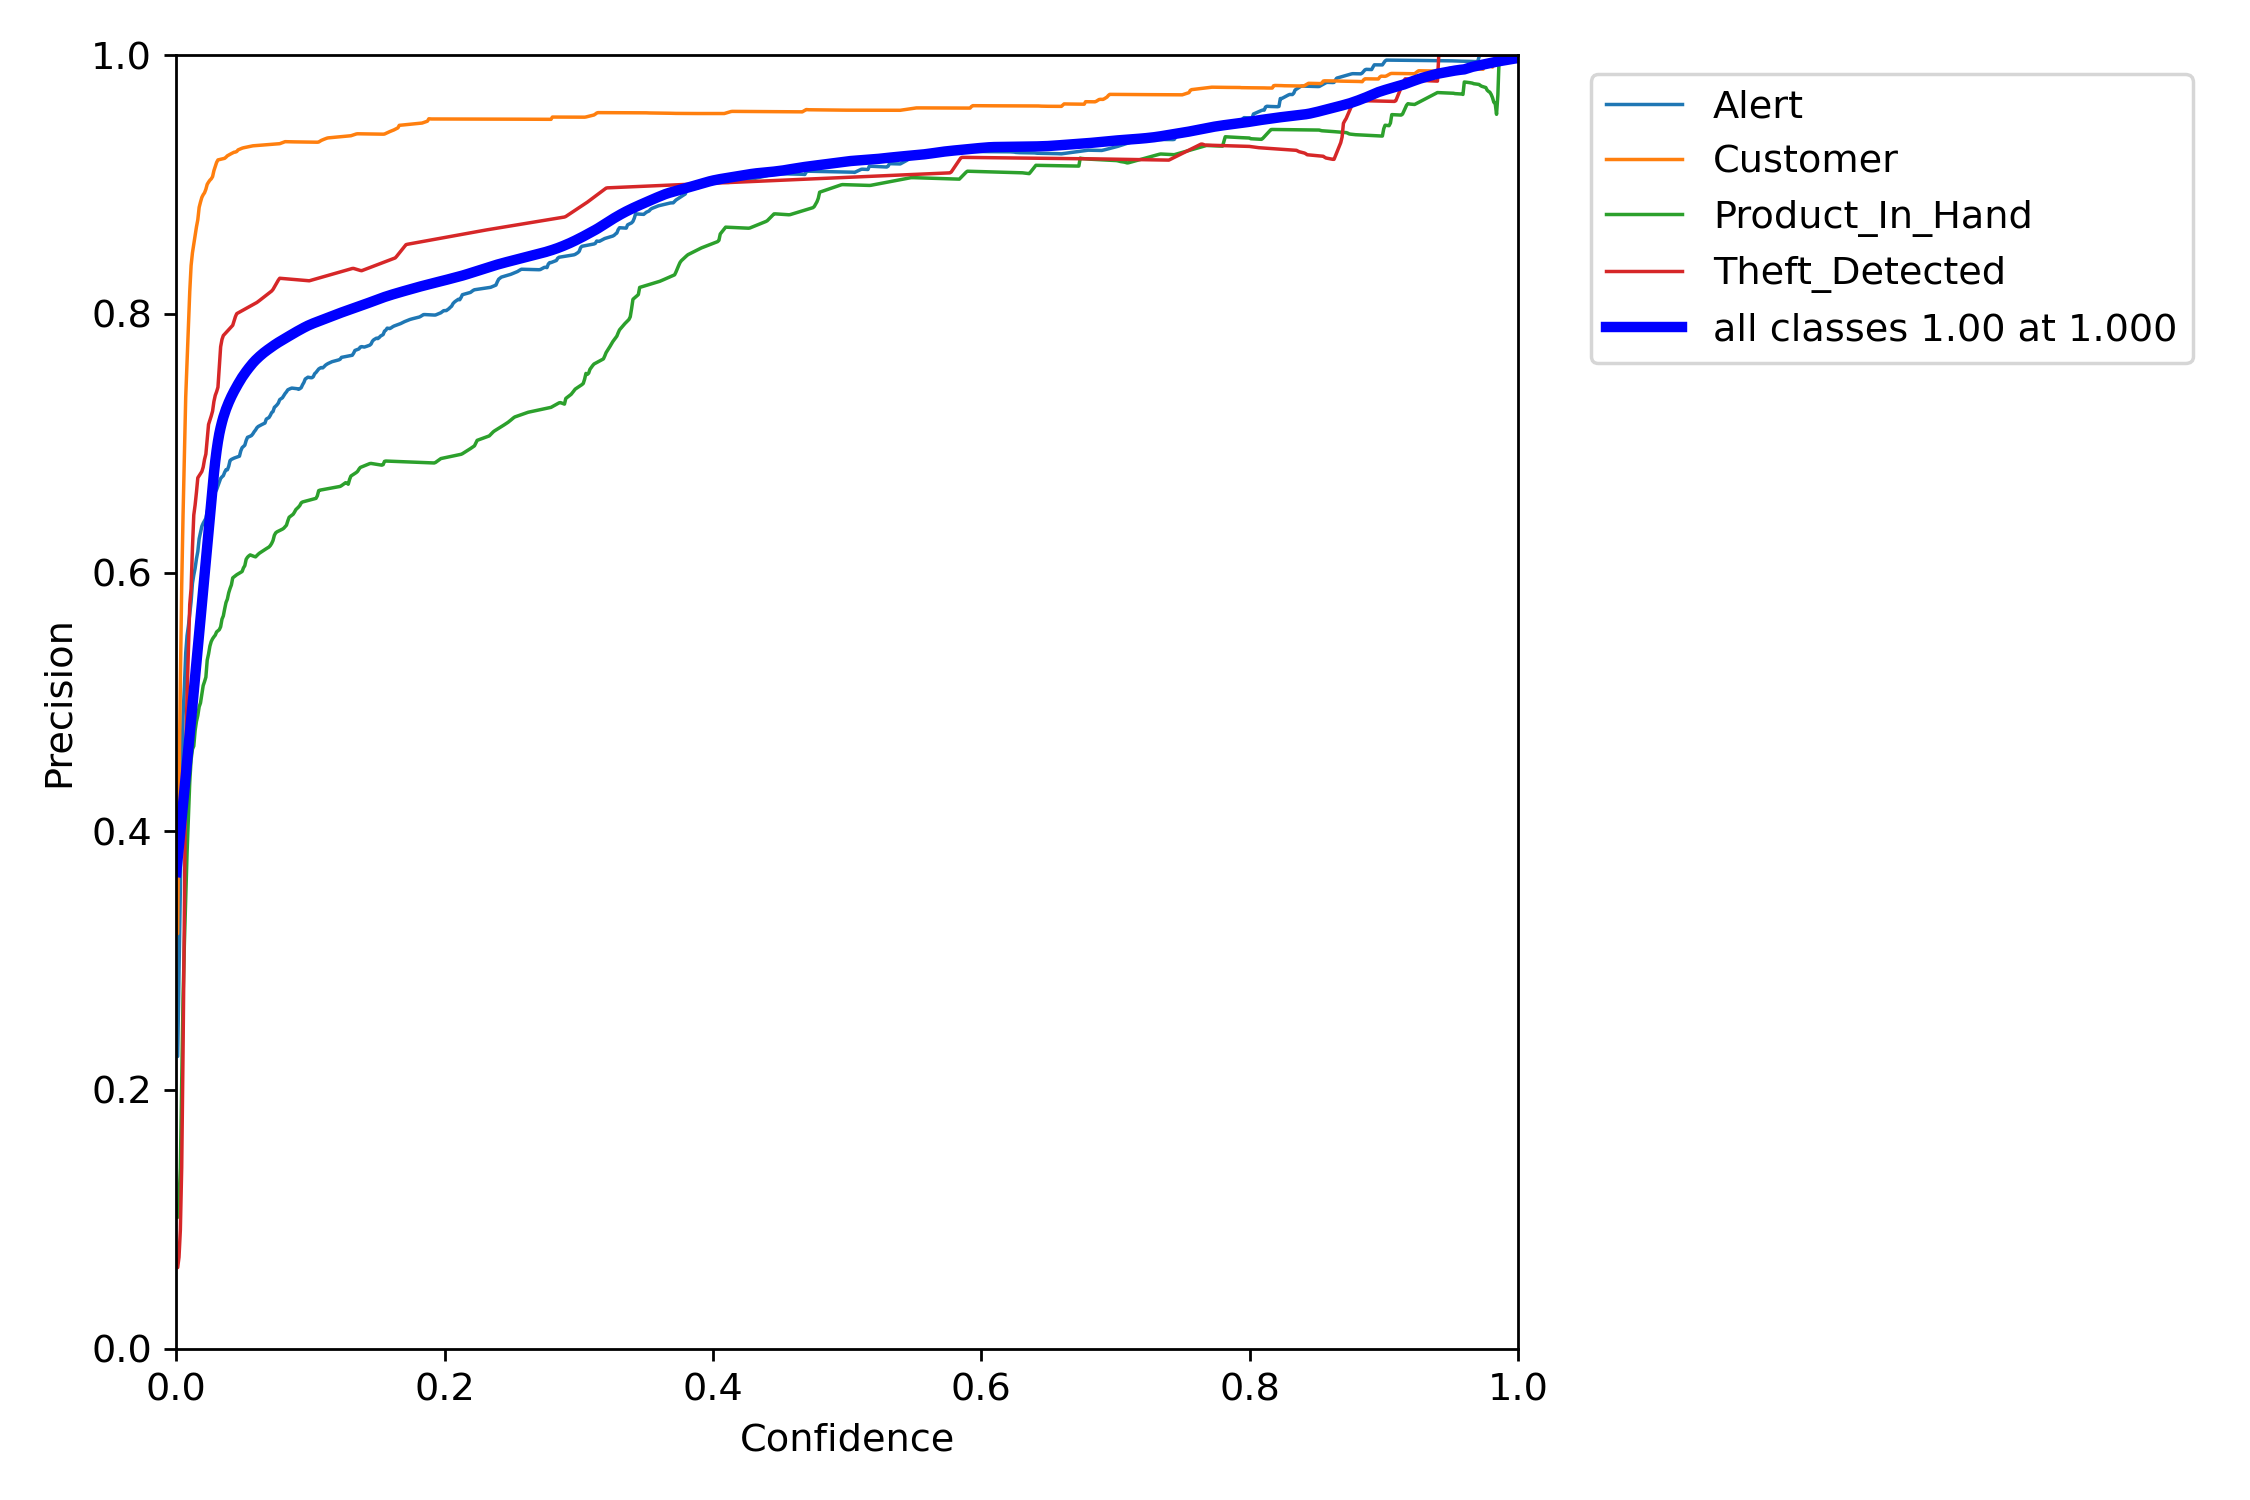 1.0
0.8
0.6
0.4
0.2
0.0
Precision
0.0 0.2 0.4 0.6 0.8 1.0
Confidence
Alert
Customer
Product_In_Hand
Theft_Detected
all classes 1.00 at 1.000